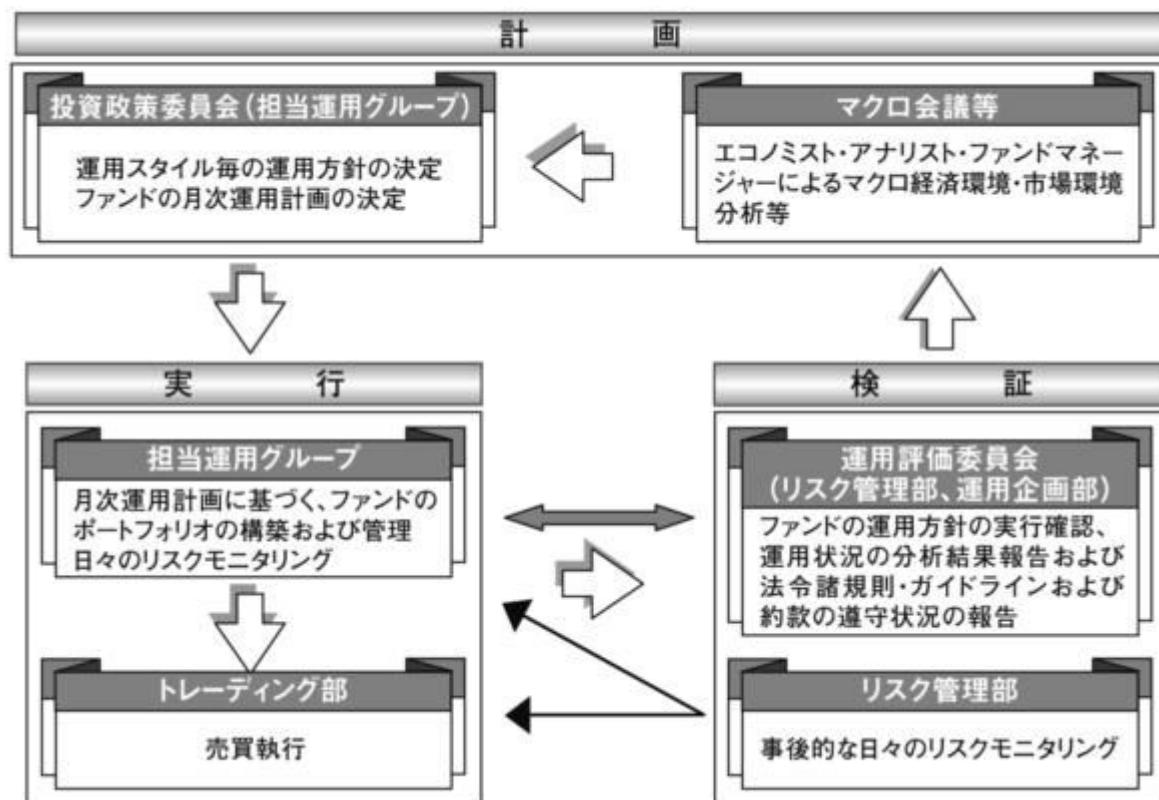 計画
投資政策委員会(担当運用グループ)
運用スタイル毎の運用方針の決定
ファンドの月次運用計画の決定
マクロ会議等
エコノミスト・アナリスト・ファンドマネー
ジャーによるマクロ経済環境・市場環境
分析等
実行
担当運用グループ
月次運用計画に基づく、ファンドの
ポートフォリオの構築および管理
日々のリスクモニタリング
トレーディング部
売買執行
検証
運用評価委員会
(リスク管理部、運用企画部)
ファンドの運用方針の実行確認、
運用状況の分析結果報告および
法令諸規則・ガイドラインおよび
約款の遵守状況の報告
リスク管理部
事後的な日々のリスクモニタリング